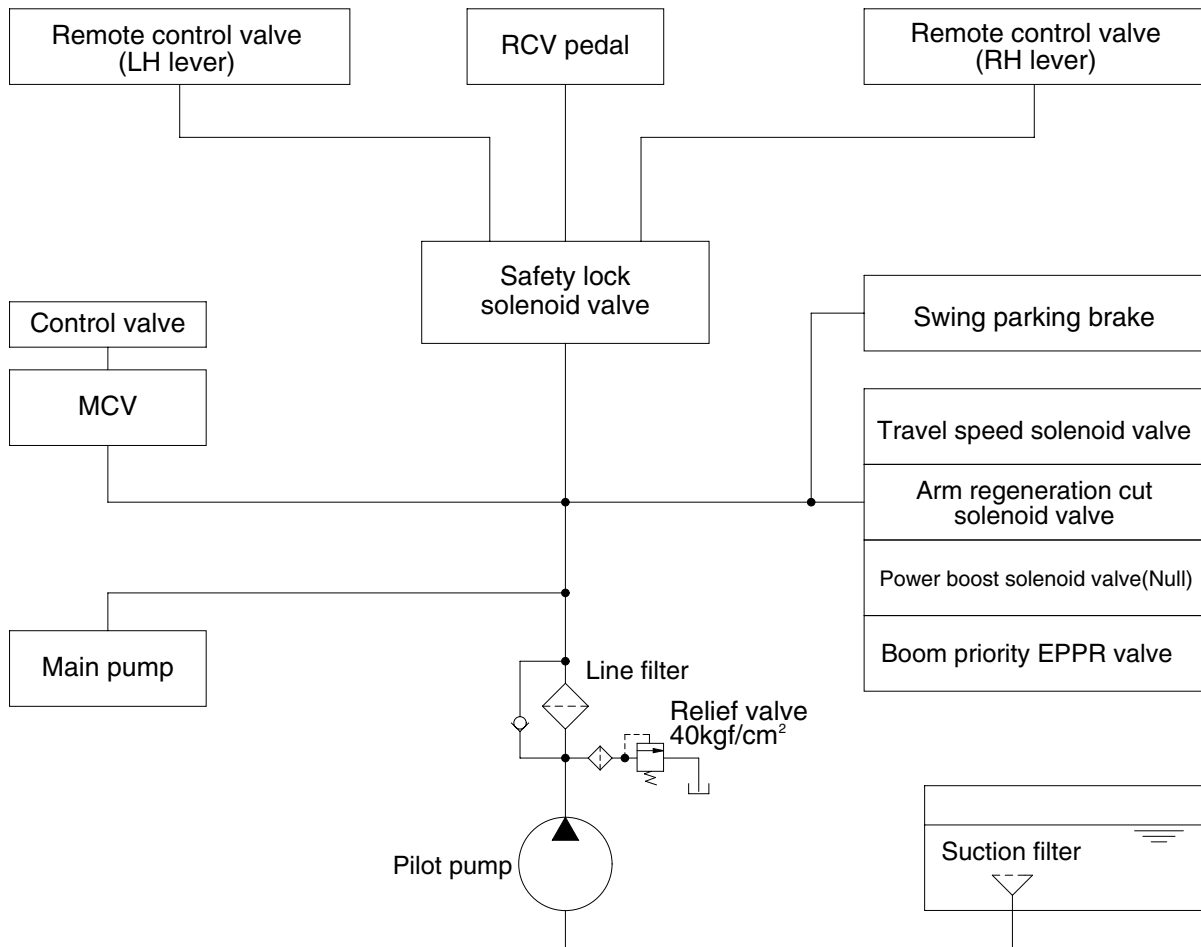 Remote control valve
(LH lever)
RCV pedal
Remote control valve
(RH lever)
Safety lock
solenoid valve
Control valve
MCV
Swing parking brake
Travel speed solenoid valve
Arm regeneration cut
solenoid valve
Power boost solenoid valve(Null)
Boom priority EPPR valve
Main pump
Line filter
Relief valve
40kgf/cm²
Pilot pump
Suction filter